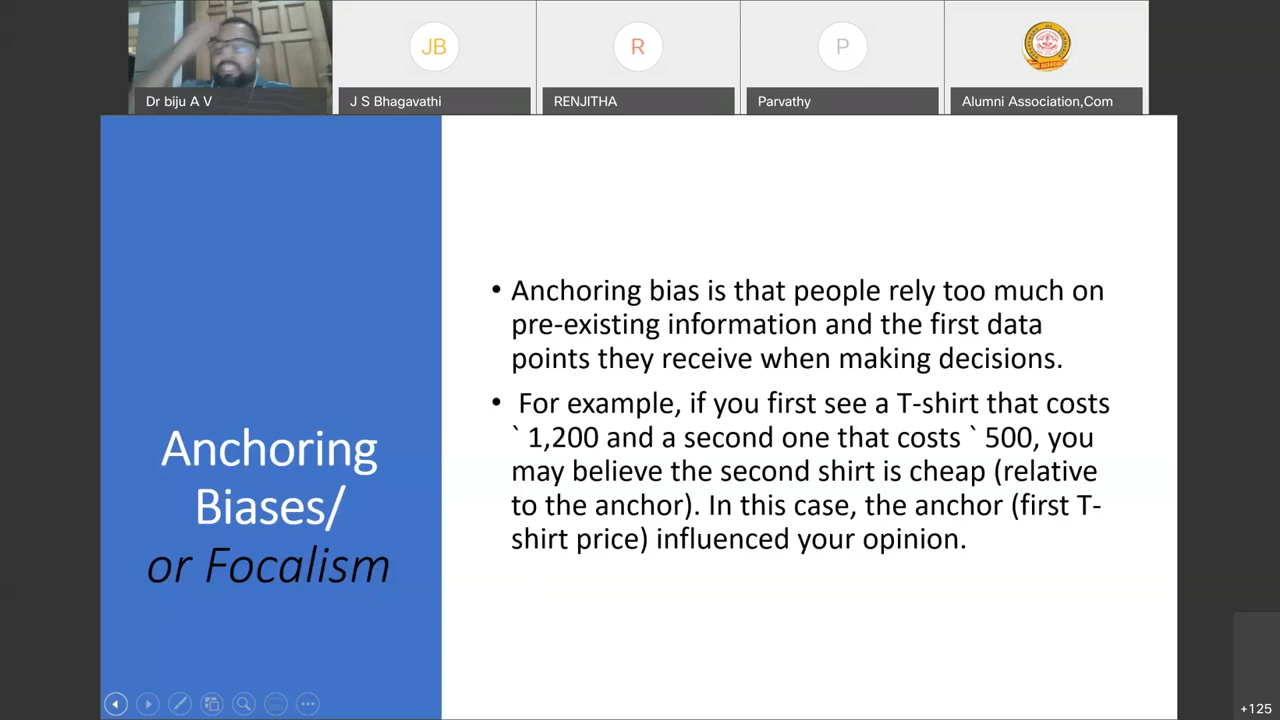 JB
R
P
Dr biju A V
J S Bhagavathi
RENJITHA
Parvathy
Alumni Association,Com
Anchoring
Biases/
or Focalism
• Anchoring bias is that people rely too much on
pre-existing information and the first data
points they receive when making decisions.
• For example, if you first see a T-shirt that costs
` 1,200 and a second one that costs ` 500, you
may believe the second shirt is cheap (relative
to the anchor). In this case, the anchor (first T-
shirt price) influenced your opinion.
+125